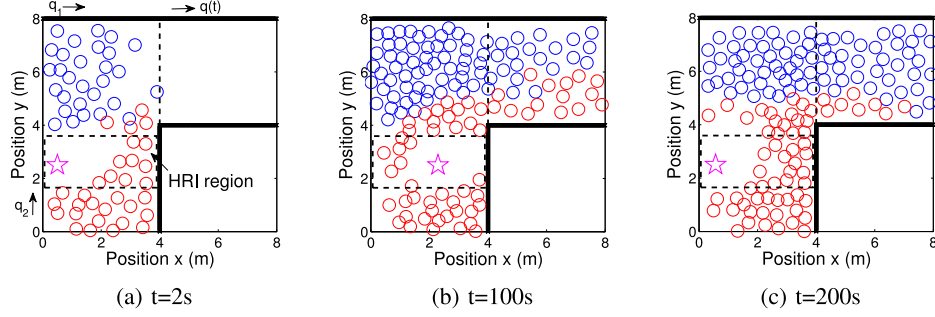 q1 q(t)
Position y (m)
8
6
4
2
0
HRI region
q2
0 2 4 6 8
Position x (m)
(a) t=2s
Position y (m)
8
6
4
2
0
0 2 4 6 8
Position x (m)
(b) t=100s
Position y (m)
8
6
4
2
0
0 2 4 6 8
Position x (m)
(c) t=200s